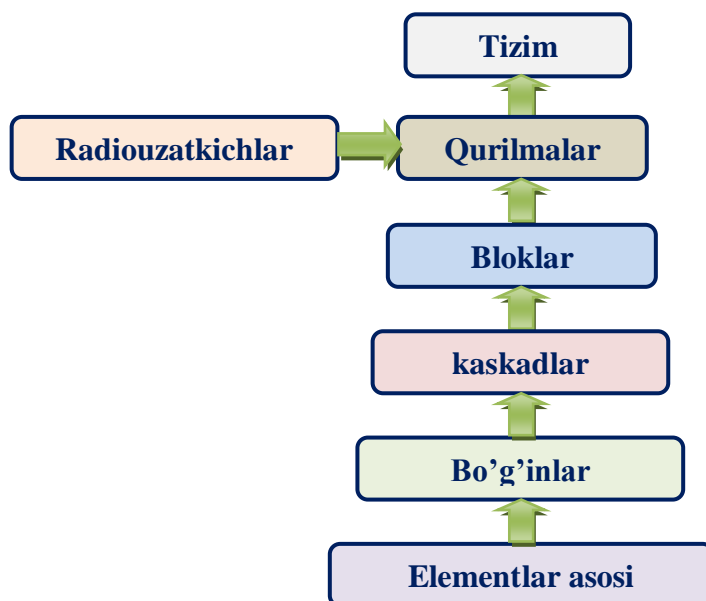 Tizim
Radiouzatkichlar
Qurilmalar
Bloklar
kaskadlar
Bo’g’inlar
Elementlar asosi